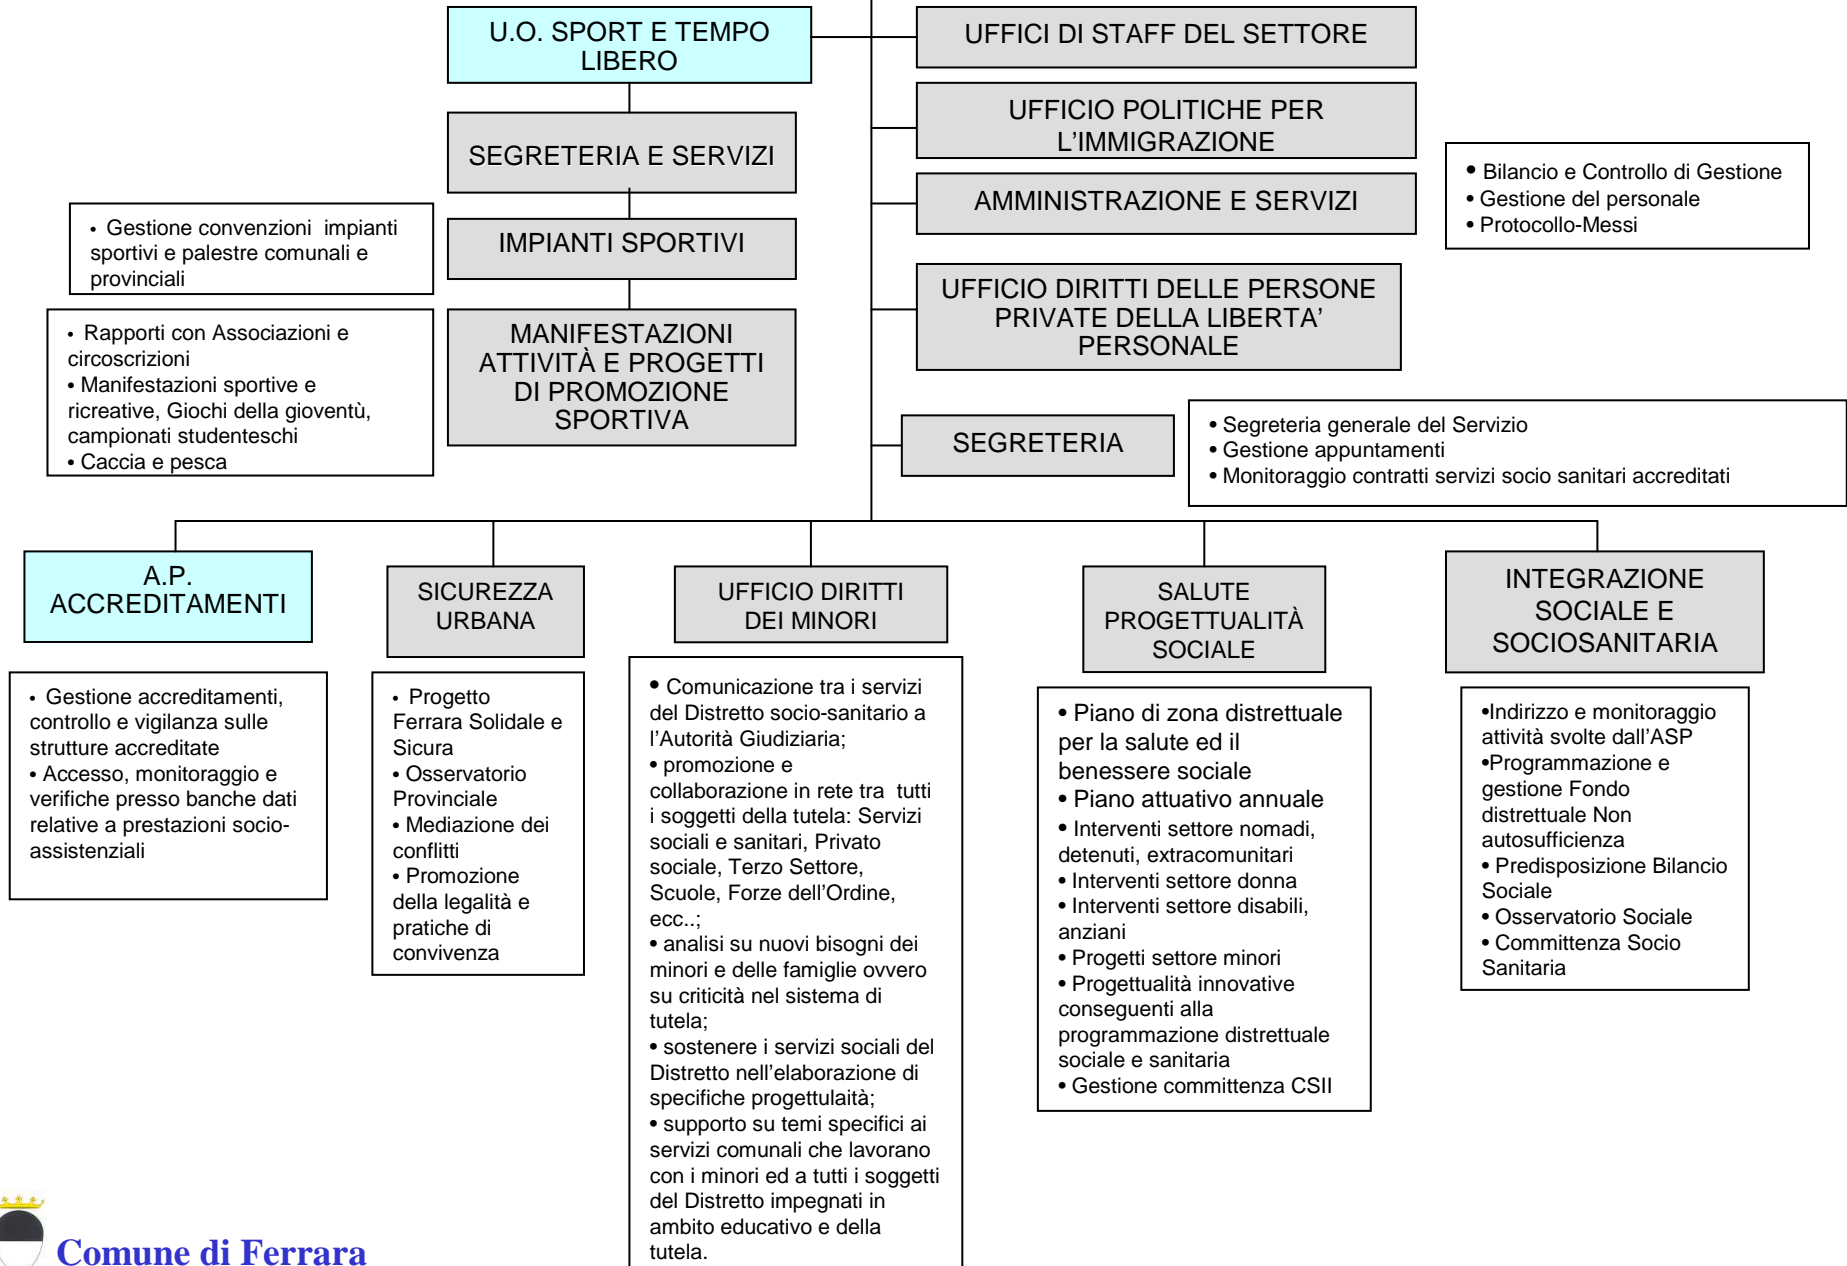 U.O. SPORT E TEMPO
LIBERO
UFFICI DI STAFF DEL SETTORE
SEGRETERIA E SERVIZI
UFFICIO POLITICHE PER
L'IMMIGRAZIONE
AMMINISTRAZIONE E SERVIZI
• Bilancio e Controllo di Gestione
• Gestione del personale
• Protocollo-Messi
• Gestione convenzioni impianti
sportivi e palestre comunali e
provinciali
IMPIANTI SPORTIVI
UFFICIO DIRITTI DELLE PERSONE
PRIVATE DELLA LIBERTA'
PERSONALE
• Rapporti con Associazioni e
circoscrizioni
• Manifestazioni sportive e
ricreative, Giochi della gioventù,
campionati studenteschi
• Caccia e pesca
MANIFESTAZIONI
ATTIVITÀ E PROGETTI
DI PROMOZIONE
SPORTIVA
SEGRETERIA
• Segreteria generale del Servizio
• Gestione appuntamenti
• Monitoraggio contratti servizi socio sanitari accreditati
A.P.
ACCREDITAMENTI
• Gestione accreditamenti,
controllo e vigilanza sulle
strutture accreditate
• Accesso, monitoraggio e
verifiche presso banche dati
relative a prestazioni socio-
assistenziali
SICUREZZA
URBANA
• Progetto
Ferrara Solidale e
Sicura
• Osservatorio
Provinciale
• Mediazione dei
conflitti
• Promozione
della legalità e
pratiche di
convivenza
UFFICIO DIRITTI
DEI MINORI
• Comunicazione tra i servizi
del Distretto socio-sanitario a
l'Autorità Giudiziaria;
• promozione e
collaborazione in rete tra tutti
i soggetti della tutela: Servizi
sociali e sanitari, Privato
sociale, Terzo Settore,
Scuole, Forze dell'Ordine,
ecc..;
• analisi su nuovi bisogni dei
minori e delle famiglie ovvero
su criticità nel sistema di
tutela;
• sostenere i servizi sociali del
Distretto nell'elaborazione di
specifiche progettulaità;
• supporto su temi specifici ai
servizi comunali che lavorano
con i minori ed a tutti i soggetti
del Distretto impegnati in
ambito educativo e della
tutela.
SALUTE
PROGETTUALITÀ
SOCIALE
• Piano di zona distrettuale
per la salute ed il
benessere sociale
• Piano attuativo annuale
• Interventi settore nomadi,
detenuti, extracomunitari
• Interventi settore donna
• Interventi settore disabili,
anziani
• Progetti settore minori
• Progettualità innovative
conseguenti alla
programmazione distrettuale
sociale e sanitaria
• Gestione committenza CSII
INTEGRAZIONE
SOCIALE E
SOCIOSANITARIA
•Indirizzo e monitoraggio
attività svolte dall'ASP
•Programmazione e
gestione Fondo
distrettuale Non
autosufficienza
• Predisposizione Bilancio
Sociale
• Osservatorio Sociale
• Committenza Socio
Sanitaria
Comune di Ferrara